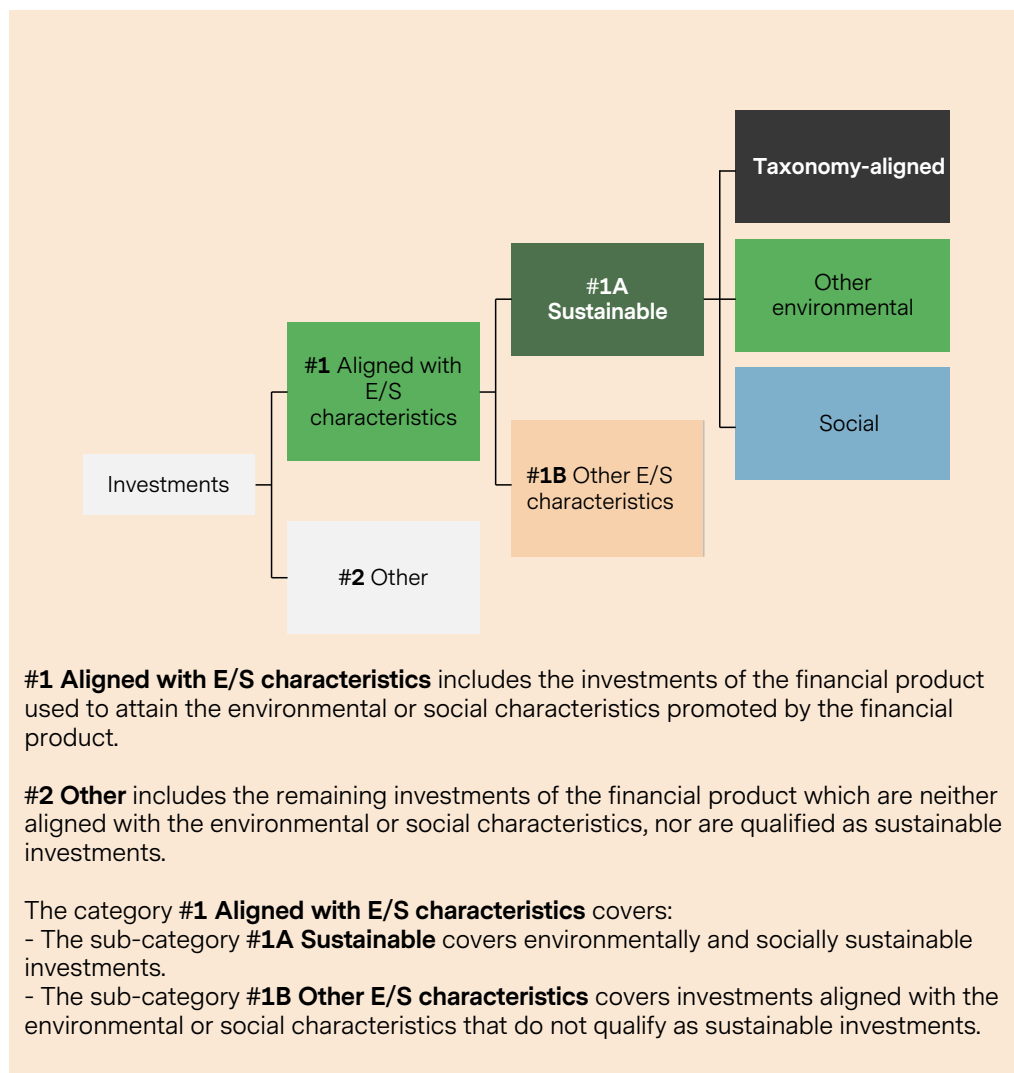 Taxonomy-aligned
#1A
Sustainable
Other
environmental
#1 Aligned with
E/S
characteristics
Social
#1B Other E/S
characteristics
Investments
#2 Other
#1 Aligned with E/S characteristics includes the investments of the financial product
used to attain the environmental or social characteristics promoted by the financial
product.
#2 Other includes the remaining investments of the financial product which are neither
aligned with the environmental or social characteristics, nor are qualified as sustainable
investments.
The category #1 Aligned with E/S characteristics covers:
- The sub-category #1A Sustainable covers environmentally and socially sustainable
investments.
- The sub-category #1B Other E/S characteristics covers investments aligned with the
environmental or social characteristics that do not qualify as sustainable investments.